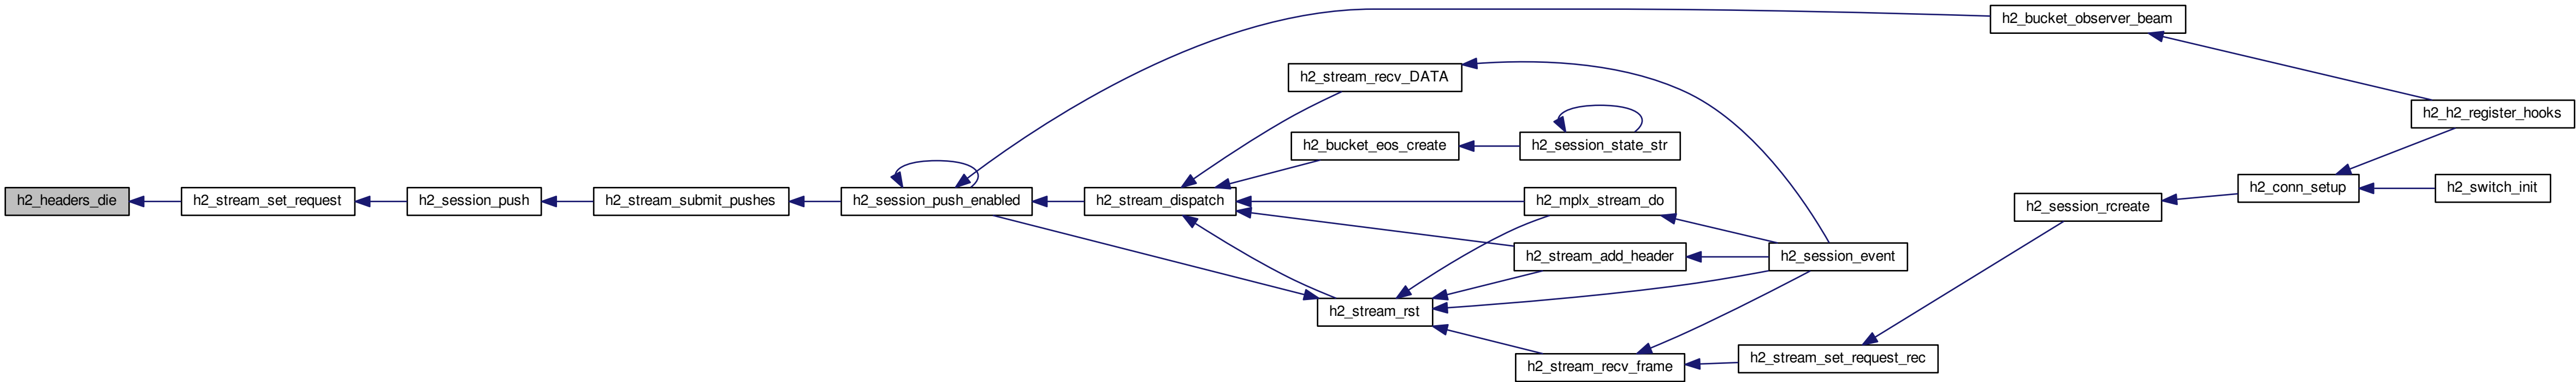 h2_headers_die
h2_stream_set_request
h2_session_push
h2_stream_submit_pushes
h2_session_push_enabled
h2_stream_dispatch
h2_stream_recv_DATA
h2_bucket_eos_create
h2_session_state_str
h2_mplx_stream_do
h2_stream_add_header
h2_session_event
h2_stream_rst
h2_stream_recv_frame
h2_stream_set_request_rec
h2_session_rcreate
h2_conn_setup
h2_switch_init
h2_bucket_observer_beam
h2_h2_register_hooks